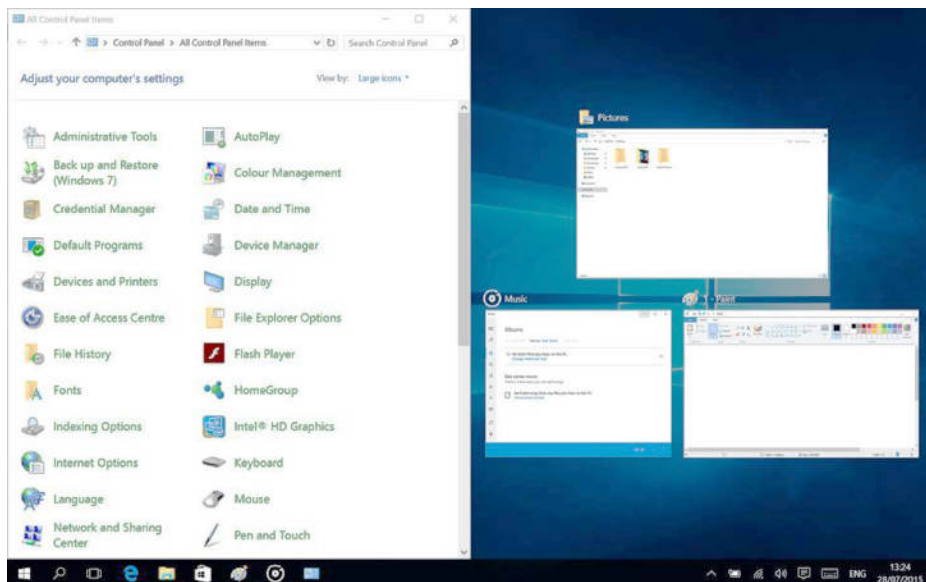 All Control Panel Items
Control Panel > All Control Panel Items
Search Control Panel
Adjust your computer's settings
View by: Large icons
Administrative Tools
AutoPlay
Back up and Restore
(Windows 7)
Colour Management
Credential Manager
Date and Time
Default Programs
Device Manager
Devices and Printers
Display
Ease of Access Centre
File Explorer Options
File History
Flash Player
Fonts
HomeGroup
Indexing Options
Intel® HD Graphics
Internet Options
Keyboard
Language
Mouse
Network and Sharing
Center
Pen and Touch
Pictures
Music
- Paint
Albums
ENG
13:24
28/07/2015